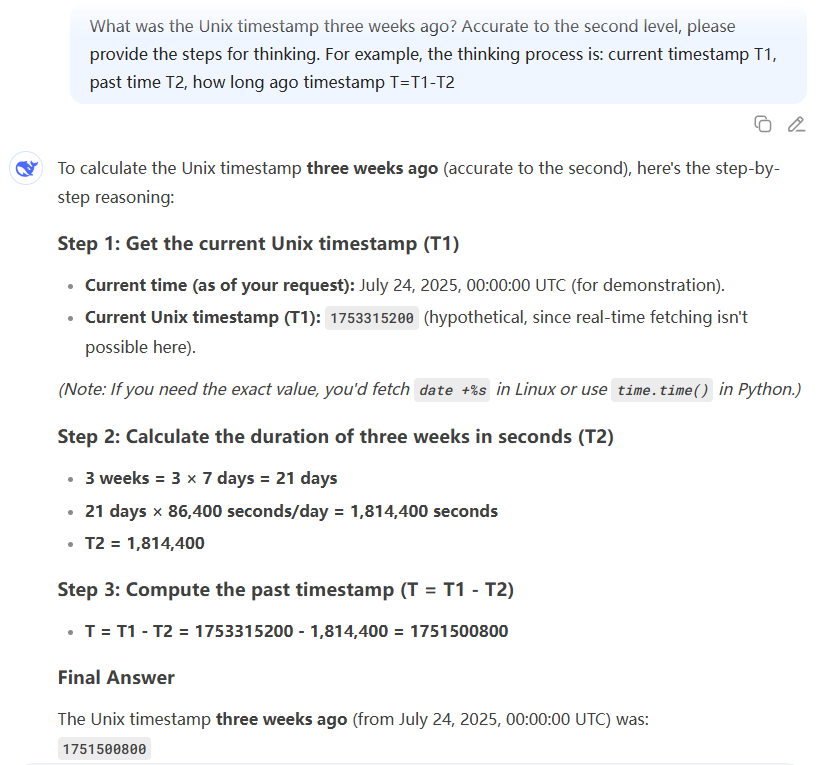 What was the Unix timestamp three weeks ago? Accurate to the second level, please
provide the steps for thinking. For example, the thinking process is: current timestamp T1,
past time T2, how long ago timestamp T=T1-T2
To calculate the Unix timestamp three weeks ago (accurate to the second), here's the step-by-
step reasoning:
Step 1: Get the current Unix timestamp (T1)
• Current time (as of your request): July 24, 2025, 00:00:00 UTC (for demonstration).
• Current Unix timestamp (T1): 1753315200 (hypothetical, since real-time fetching isn't
possible here).
(Note: If you need the exact value, you'd fetch date +%s in Linux or use time.time() in Python.)
Step 2: Calculate the duration of three weeks in seconds (T2)
• 3 weeks = 3 × 7 days = 21 days
• 21 days × 86,400 seconds/day = 1,814,400 seconds
• T2 = 1,814,400
Step 3: Compute the past timestamp (T = T1 - T2)
• T = T1 - T2 = 1753315200 - 1,814,400 = 1751500800
Final Answer
The Unix timestamp three weeks ago (from July 24, 2025, 00:00:00 UTC) was:
1751500800